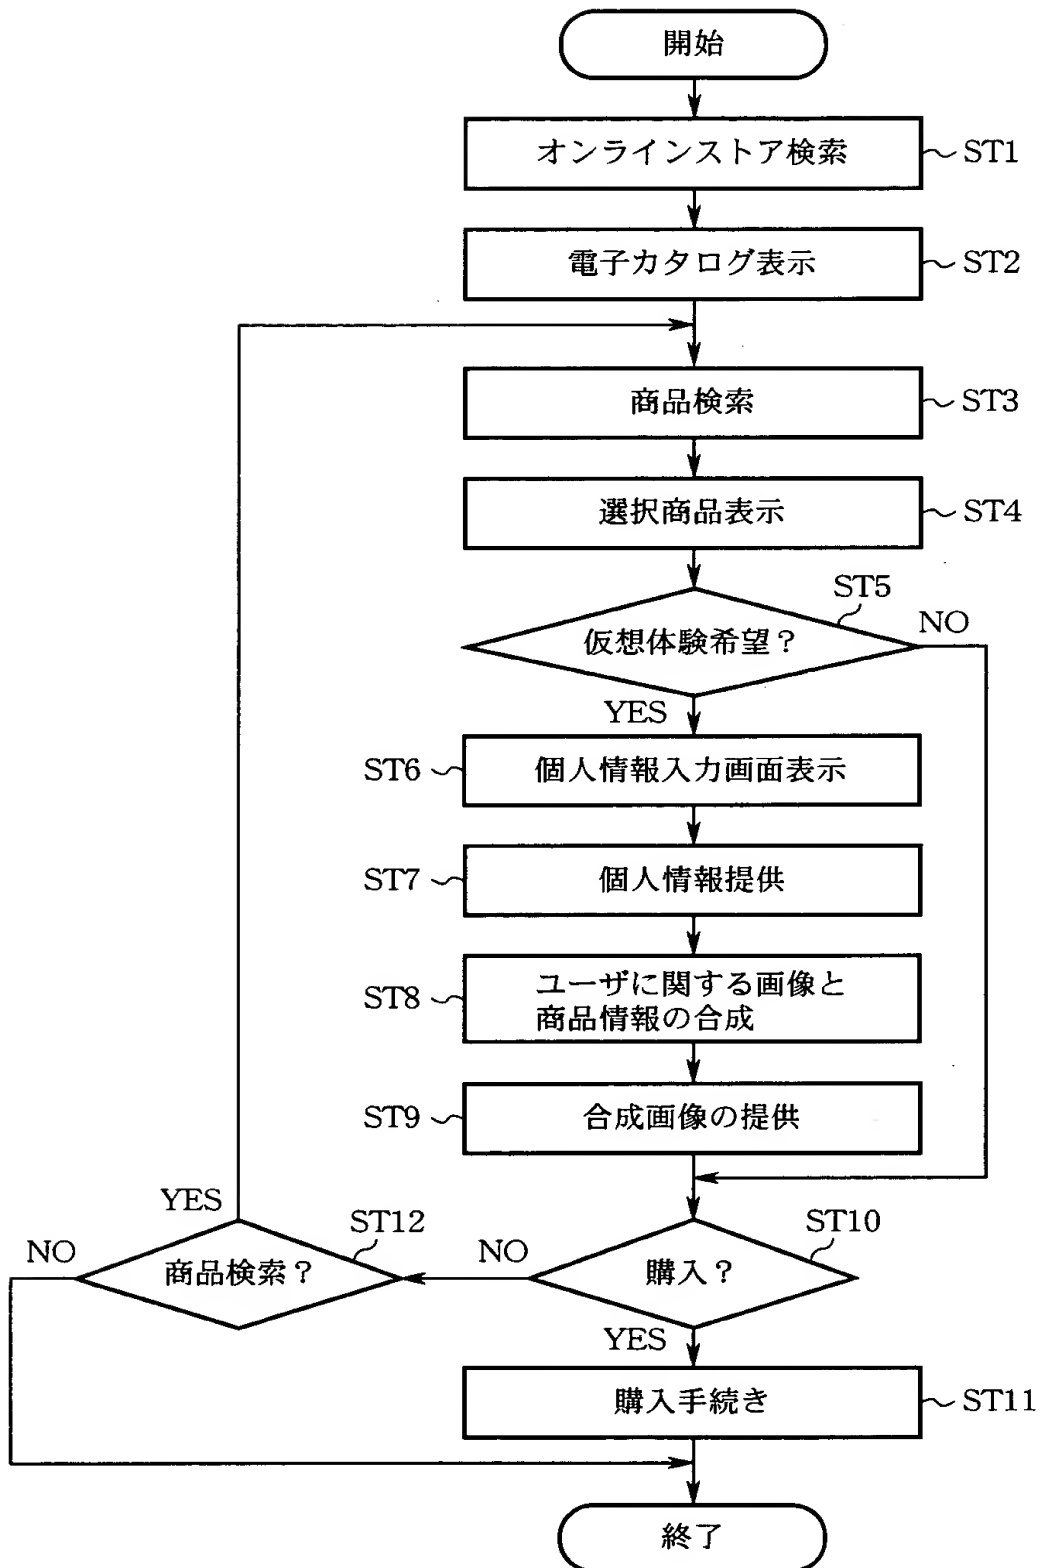 開始
オンラインストア検索
ST1
電子カタログ表示
ST2
商品検索
ST3
選択商品表示
ST4
ST5
仮想体験希望?
NO
YES
ST6
個人情報入力画面表示
ST7
個人情報提供
ST8
ユーザに関する画像と
商品情報の合成
ST9
合成画像の提供
YES
ST12
NO
商品検索?
NO
ST10
購入?
YES
購入手続き
ST11
終了